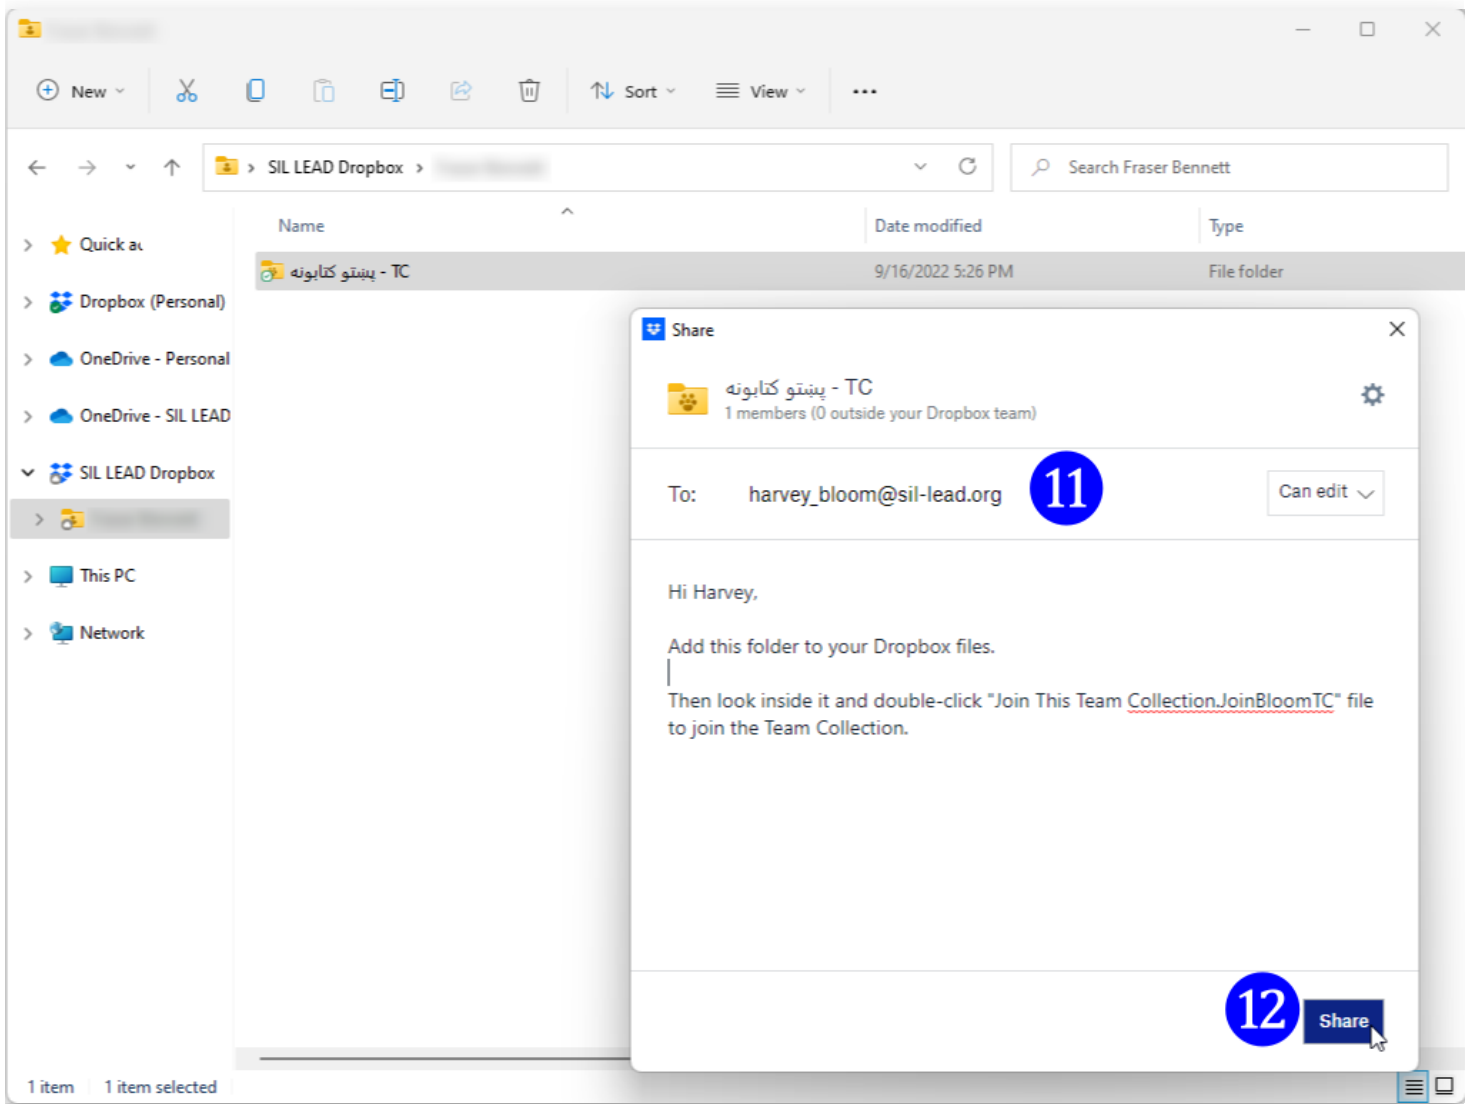 New
Sort
View
SIL LEAD Dropbox
Search Fraser Bennett
Name
Date modified
Type
Quick
Dropbox (Personal)
OneDrive - Personal
OneDrive - SIL LEAD
SIL LEAD Dropbox
This PC
Network
پښتو کتابونه - TC
9/16/2022 5:26 PM
File folder
Share
پښتو کتابونه - TC
1 members (0 outside your Dropbox team)
To: harvey_bloom@sil-lead.org
11
Can edit
Hi Harvey,
Add this folder to your Dropbox files.
Then look inside it and double-click "Join This Team Collection.JoinBloomTC" file
to join the Team Collection.
12
Share
1 item
1 item selected